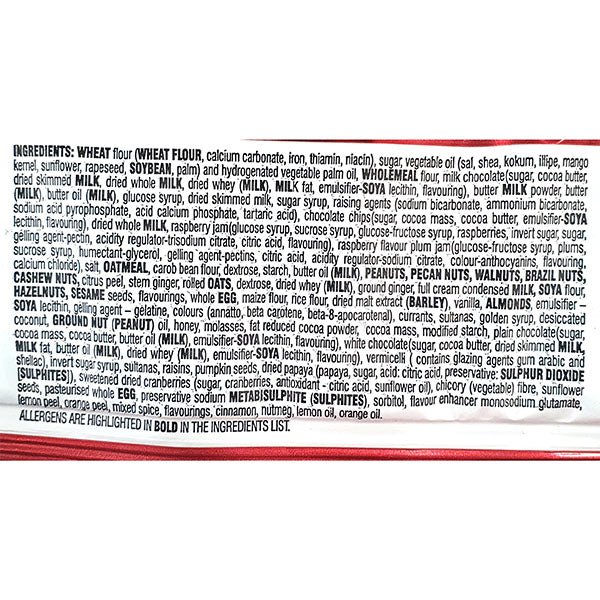 INGREDIENTS: WHEAT flour (WHEAT FLOUR, calcium carbonate, iron, thiamin, niacin), sugar, vegetable oil (sal, shea, kokum, illipe, mango
kernel, sunflower, rapeseed, SOYBEAN, palm) and hydrogenated vegetable palm oil, WHOLEMEAL flour, milk chocolate(sugar, cocoa butter,
dried skimmed MILK, dried whole MILK, dried whey (MILK), MILK fat, emulsifier-SOYA lecithin, flavouring), butter MILK powder, butter
(MILK), butter oil (MILK), glucose syrup, dried skimmed milk, sugar syrup, raising agents (sodium bicarbonate, ammonium bicarbonate,
sodium acid pyrophosphate, acid calcium phosphate, tartaric acid), chocolate chips(sugar, cocoa mass, cocoa butter, emulsifier-SOYA
lecithin, flavouring), dried whole MILK, raspberry jam(glucose syrup, sucrose syrup, glucose-fructose syrup, raspberries, invert sugar, sugar,
gelling agent-pectin, acidity regulator-trisodium citrate, citric acid, flavouring), raspberry flavour plum jam(glucose-fructose syrup, plums,
sucrose syrup, humectant-glycerol, gelling agent-pectins, citric acid, acidity regulator-sodium citrate, colour-anthocyanins, flavouring,
calcium chloride), salt, OATMEAL, carob bean flour, dextrose, starch, butter oil (MILK), PEANUTS, PECAN NUTS, WALNUTS, BRAZIL NUTS,
CASHEW NUTS, citrus peel, stem ginger, rolled OATS, dextrose, dried whey (MILK), ground ginger, full cream condensed MILK, SOYA flour,
HAZELNUTS, SESAME seeds, flavourings, whole EGG, maize flour, rice flour, dried malt extract (BARLEY), vanilla, ALMONDS, emulsifier –
SOYA lecithin, gelling agent – gelatine, colours (annatto, beta carotene, beta-8-apocarotenal), currants, sultanas, golden syrup, desiccated
coconut, GROUND NUT (PEANUT) oil, honey, molasses, fat reduced cocoa powder, cocoa mass, modified starch, plain chocolate(sugar,
cocoa mass, cocoa butter, butter oil (MILK), emulsifier-SOYA lecithin, flavouring), white chocolate(sugar, cocoa butter, dried skimmed MILK,
MILK fat, butter oil (MILK), dried whey (MILK), emulsifier-SOYA lecithin, flavouring), vermicelli ( contains glazing agents gum arabic and
shellac), invert sugar syrup, sultanas, raisins, pumpkin seeds, dried papaya (papaya, sugar, acid: citric acid, preservative: SULPHUR DIOXIDE
[SULPHITES]), sweetened dried cranberries (sugar, cranberries, antioxidant - citric acid, sunflower oil), chicory (vegetable) fibre, sunflower
seeds, pasteurised whole EGG, preservative sodium METABISULPHITE (SULPHITES), sorbitol, flavour enhancer monosodium glutamate,
lemon peel, orange peel, mixed spice, flavourings, cinnamon, nutmeg, lemon oil, orange oil.
ALLERGENS ARE HIGHLIGHTED IN BOLD IN THE INGREDIENTS LIST.